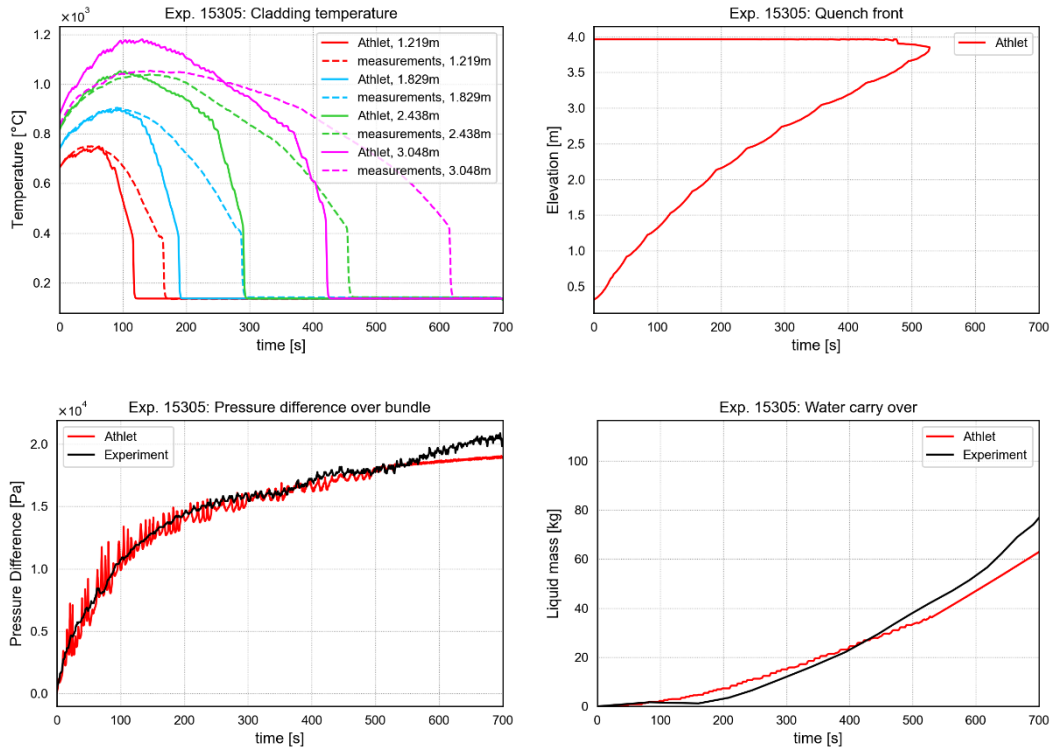 Exp. 15305: Cladding temperature
×10³
1.2
1.0
0.8
0.6
0.4
0.2
Temperature [°C]
Athlet, 1.219m
measurements, 1.219m
Athlet, 1.829m
measurements, 1.829m
Athlet, 2.438m
measurements, 2.438m
Athlet, 3.048m
measurements, 3.048m
0 100 200 300 400 500 600 700
time [s]
Exp. 15305: Quench front
4.0
3.5
3.0
2.5
2.0
1.5
1.0
0.5
Elevation [m]
Athlet
0 100 200 300 400 500 600 700
time [s]
Exp. 15305: Pressure difference over bundle
×10⁴
2.0
1.5
1.0
0.5
0.0
Pressure Difference [Pa]
Athlet
Experiment
0 100 200 300 400 500 600 700
time [s]
Exp. 15305: Water carry over
100
80
60
40
20
0
Liquid mass [kg]
Athlet
Experiment
0 100 200 300 400 500 600 700
time [s]